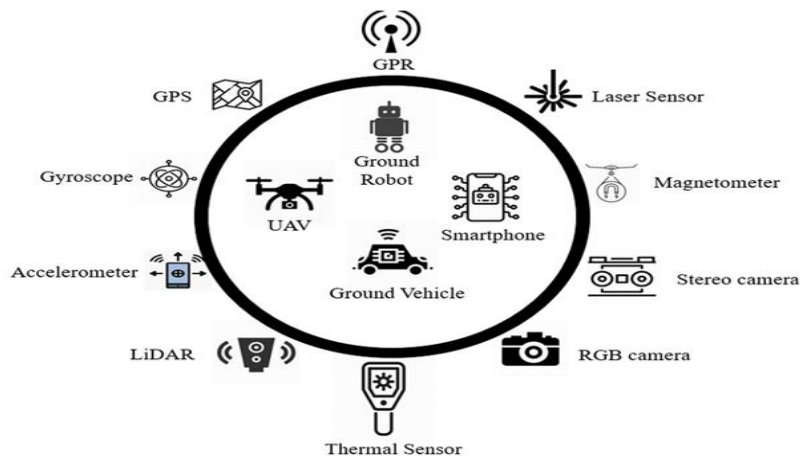 GPR
GPS
Laser Sensor
Ground
Robot
Gyroscope
Magnetometer
UAV
Smartphone
Accelerometer
Stereo camera
Ground Vehicle
LiDAR
RGB camera
Thermal Sensor